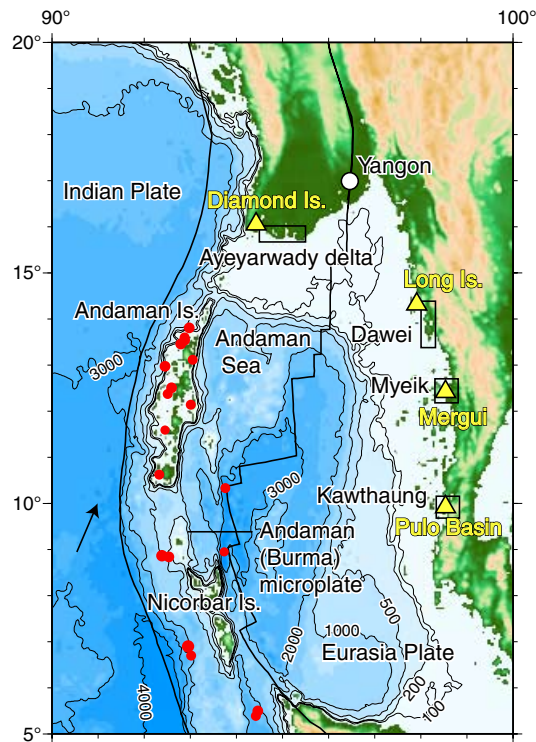 90°
100°
20°
Yangon
Indian Plate
Diamond Is.
Ayeyarwady delta
15°
Long Is.
Andaman Is.
Andaman
Sea
Dawei
3000
Myeik
Mergui
3000
Kawthaung
10°
Pulo Basin
Andaman
(Burma)
microplate
Nicorbar Is.
500
1000
2000
Eurasia Plate
200
100
4000
5°